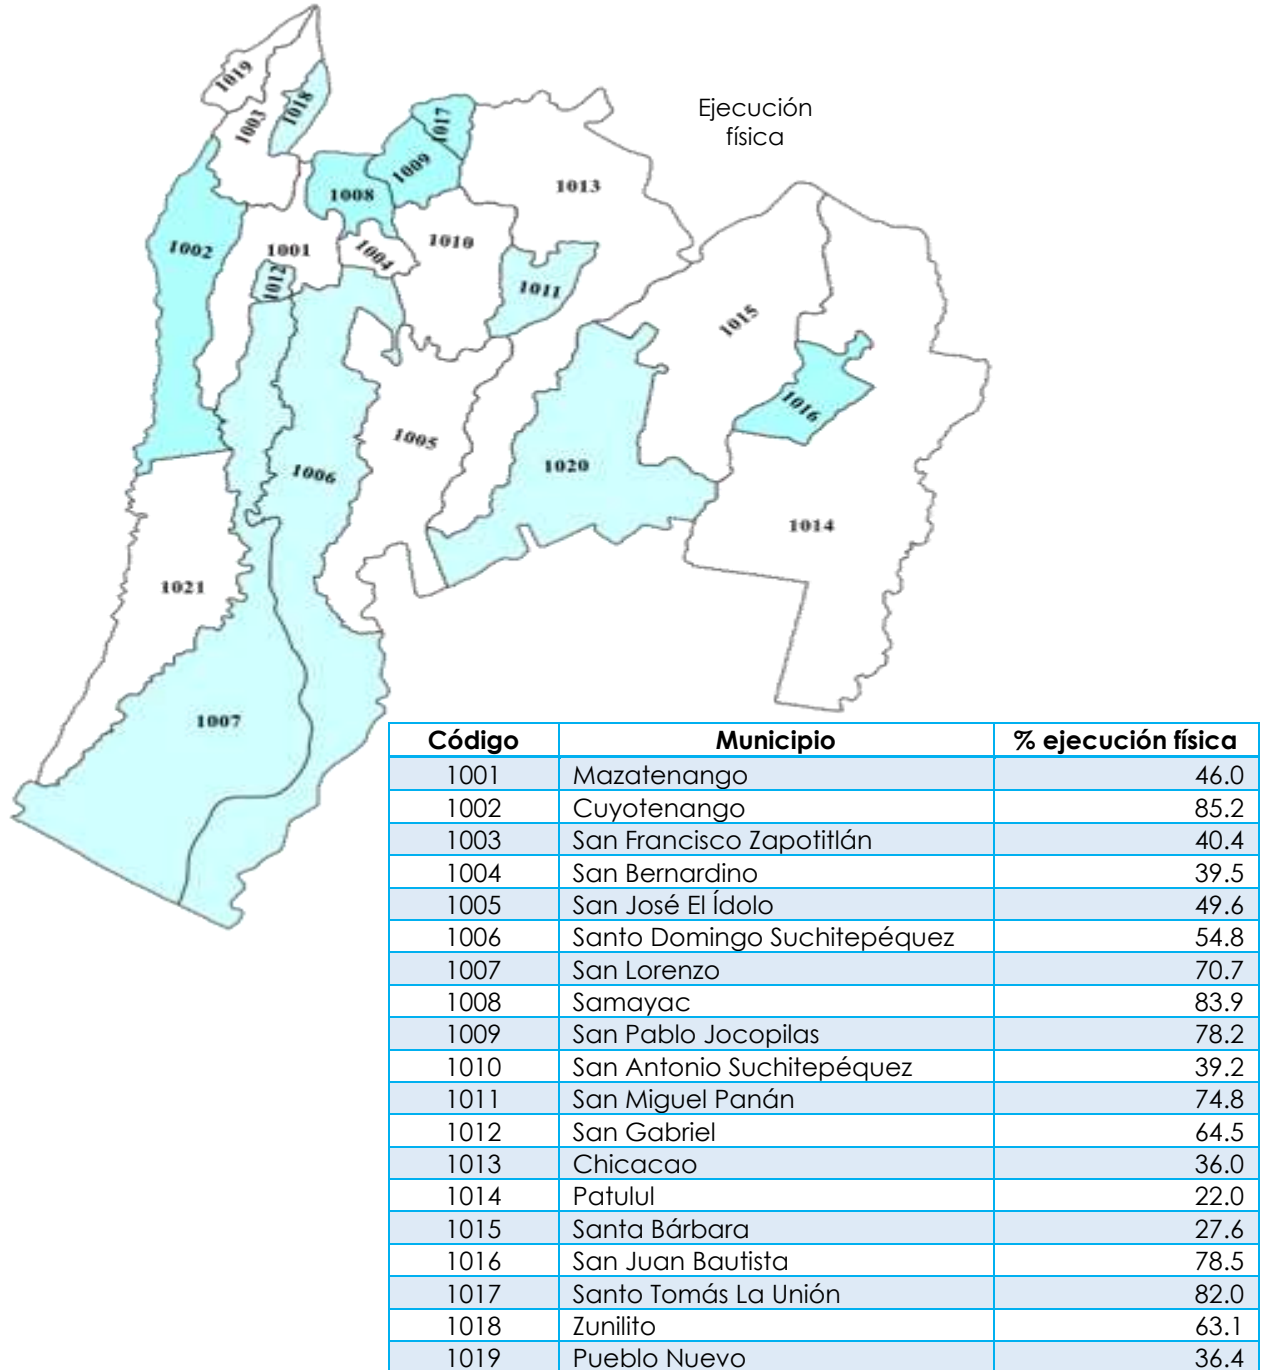 1019
1018
1003
1017
1009
1008
1013
1002
1001
1004
1010
1012
1011
1015
1016
1005
1006
1020
1014
1021
1007
Ejecución
física
Código Municipio % ejecución física
1001 Mazatenango 46.0
1002 Cuyotenango 85.2
1003 San Francisco Zapotitlán 40.4
1004 San Bernardino 39.5
1005 San José El Ídolo 49.6
1006 Santo Domingo Suchitepéquez 54.8
1007 San Lorenzo 70.7
1008 Samayac 83.9
1009 San Pablo Jocopilas 78.2
1010 San Antonio Suchitepéquez 39.2
1011 San Miguel Panán 74.8
1012 San Gabriel 64.5
1013 Chicacao 36.0
1014 Patulul 22.0
1015 Santa Bárbara 27.6
1016 San Juan Bautista 78.5
1017 Santo Tomás La Unión 82.0
1018 Zunilito 63.1
1019 Pueblo Nuevo 36.4